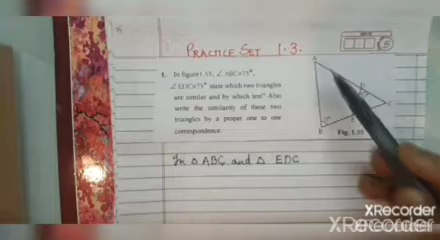 PRACTICE SET 1.3.
1. In figure 1.55, ∠ ABC=75°,
∠ EDC=75° state which two triangles
are similar and by which test? Also
write the similarity of these two
triangles by a proper one to one
correspondence.
A
B
Fig. 1.55
In △ ABC and △ EDC
XRecorder
XRecorder